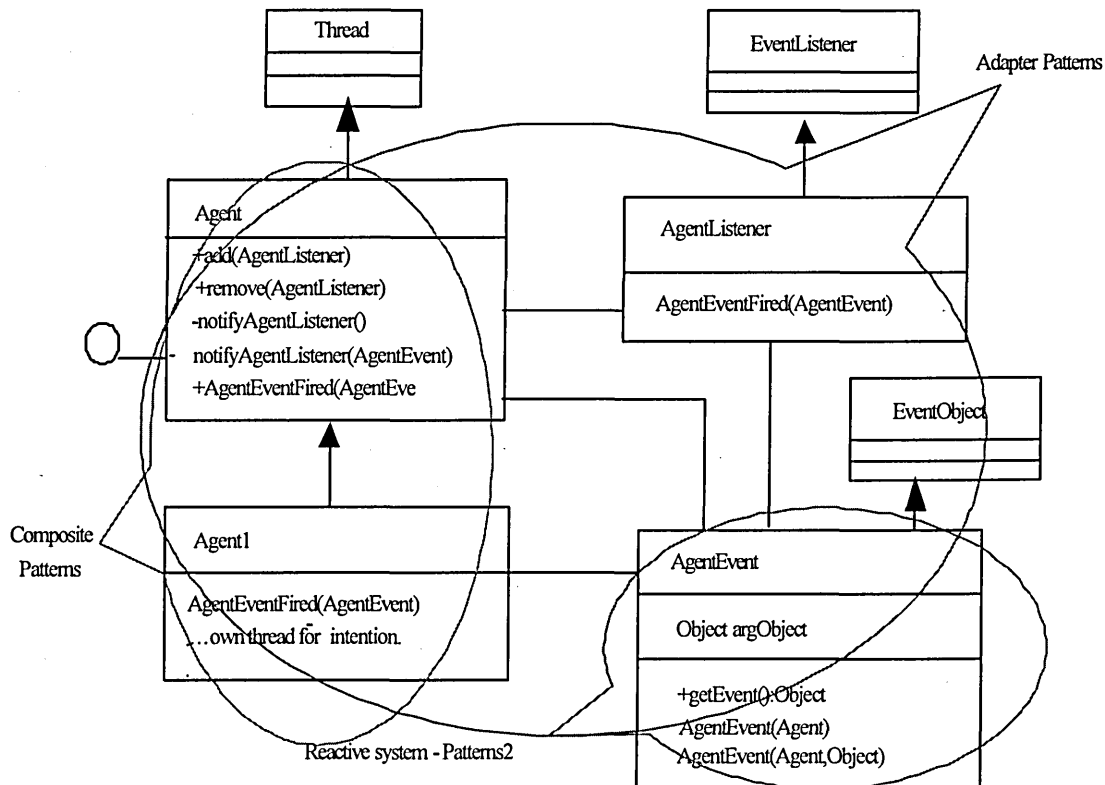 Thread
EventListener
Adapter Patterns
Agent
+add(AgentListener)
+remove(AgentListener)
-notifyAgentListener()
- notifyAgentListener(AgentEvent)
+AgentEventFired(AgentEve
AgentListener
AgentEventFired(AgentEvent)
EventObject
Composite
Patterns
Agent1
AgentEventFired(AgentEvent)
....own thread for intention.
AgentEvent
Object argObject
+getEvent():Object
AgentEvent(Agent)
AgentEvent(Agent,Object)
Reactive system - Patterns2